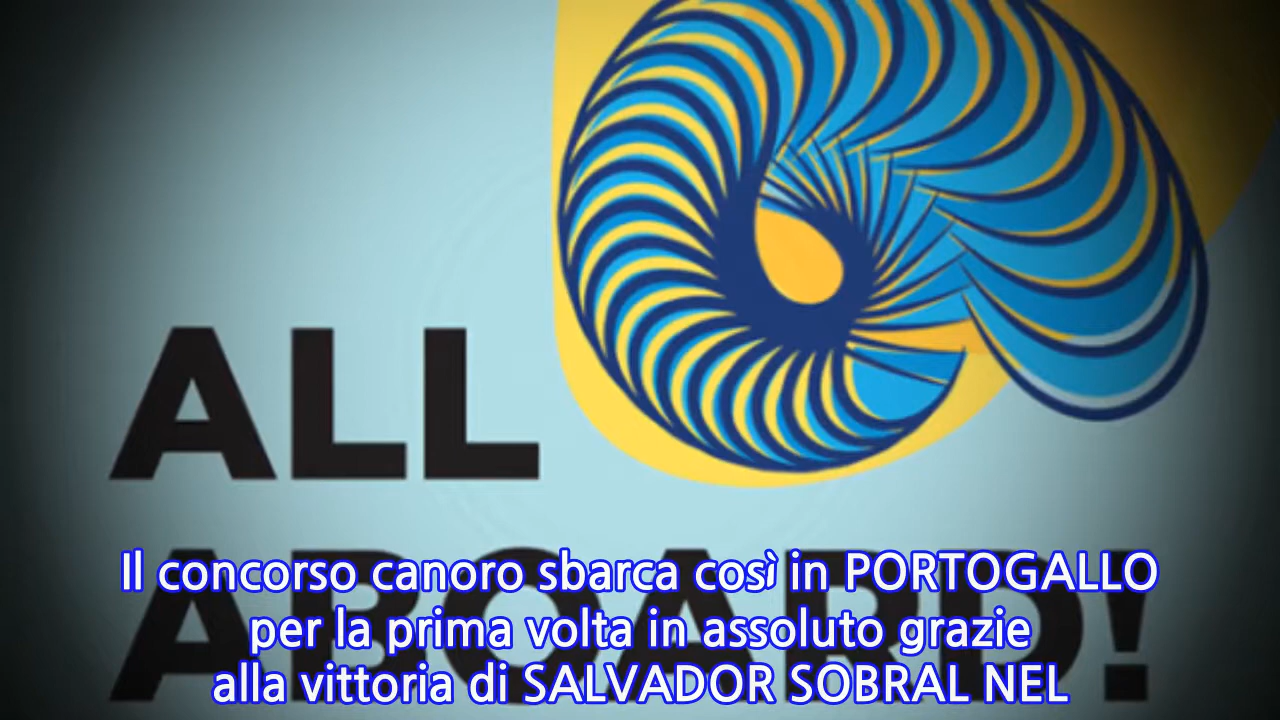 ALL
ABOARD!
Il concorso canoro sbarca così in PORTOGALLO
per la prima volta in assoluto grazie
alla vittoria di SALVADOR SOBRAL NEL